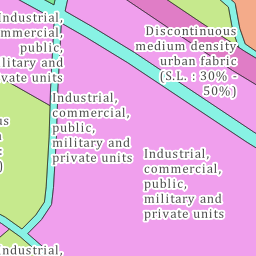 Industrial,
commercial,
public,
military and
private units
Discontinuous
medium density
urban fabric
(S.L. : 30% -
50%)
Industrial,
commercial,
public,
military and
private units
Industrial,
commercial,
public,
military and
private units
Industrial,